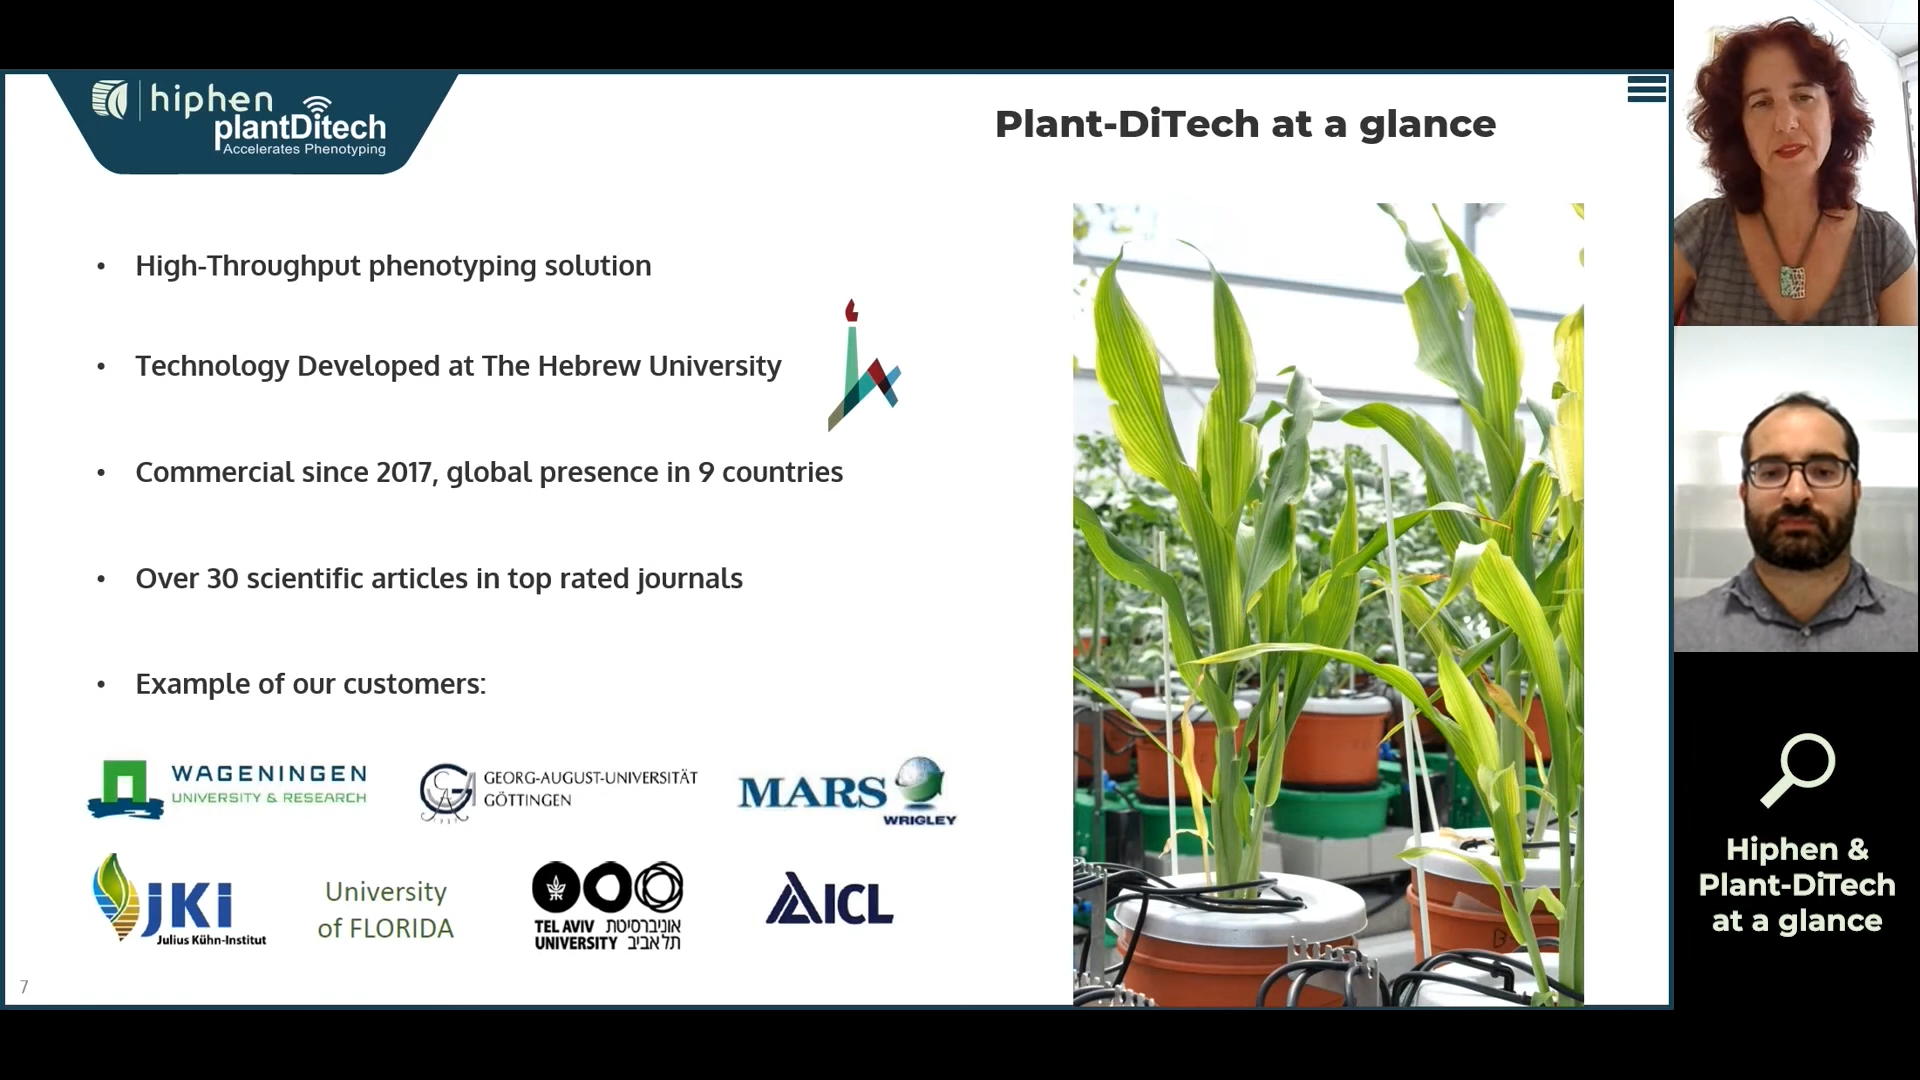 hiphen
plantDitech
Accelerates Phenotyping
Plant-DiTech at a glance
• High-Throughput phenotyping solution
• Technology Developed at The Hebrew University
• Commercial since 2017, global presence in 9 countries
• Over 30 scientific articles in top rated journals
• Example of our customers:
WAGENINGEN
UNIVERSITY & RESEARCH
GEORG-AUGUST-UNIVERSITÄT
GÖTTINGEN
MARS
WRIGLEY
JKI
Julius Kühn-Institut
University
of FLORIDA
TEL AVIV אוניברסיטת
UNIVERSITY תל אביב
ICL
7
Hiphen &
Plant-DiTech
at a glance